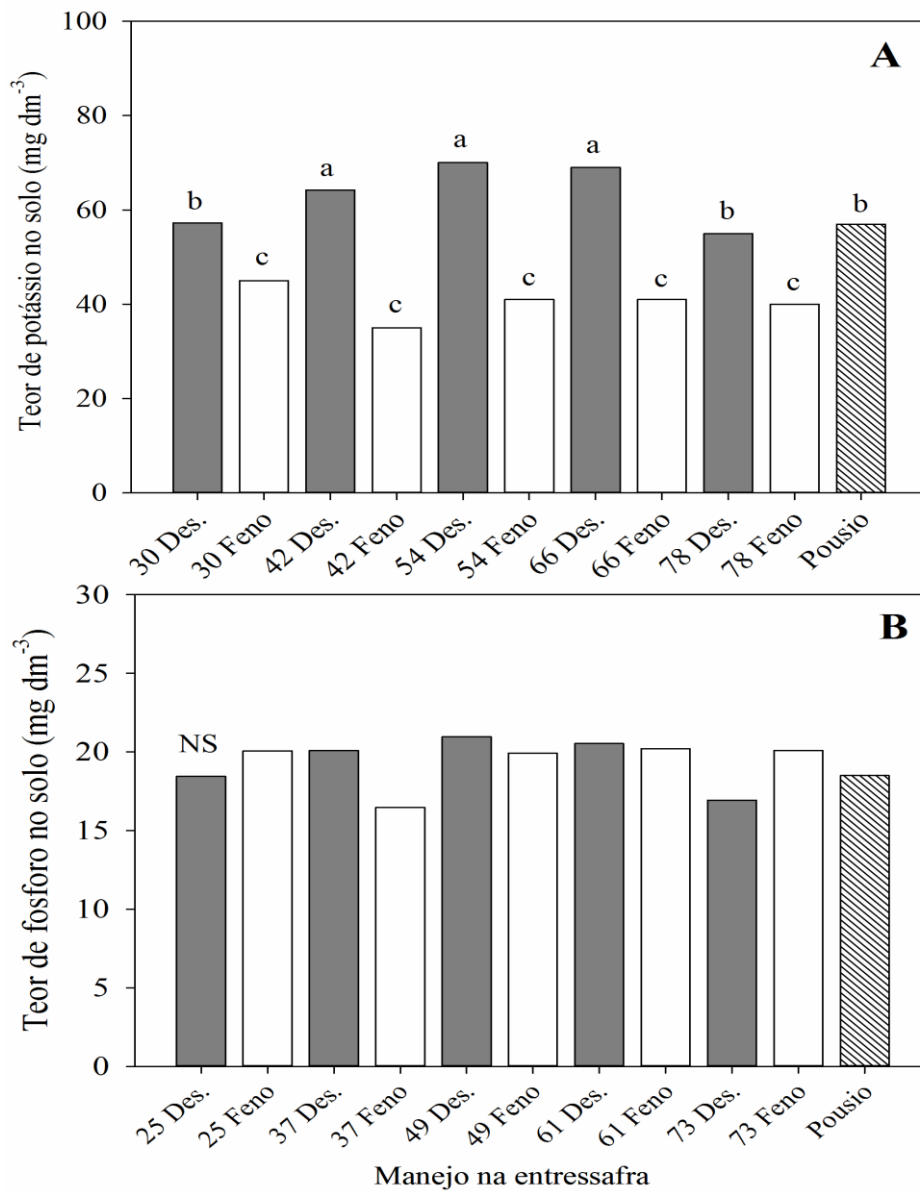 100
A
80
60
40
20
0
Teor de potássio no solo (mg dm-3)
b
c
a
c
a
c
a
c
b
c
b
30 Des.
30 Feno
42 Des.
42 Feno
54 Des.
54 Feno
66 Des.
66 Feno
78 Des.
78 Feno
Pousio
30
B
25
20
15
10
5
0
Teor de fosforo no solo (mg dm-3)
NS
25 Des.
25 Feno
37 Des.
37 Feno
49 Des.
49 Feno
61 Des.
61 Feno
73 Des.
73 Feno
Pousio
Manejo na entressafra